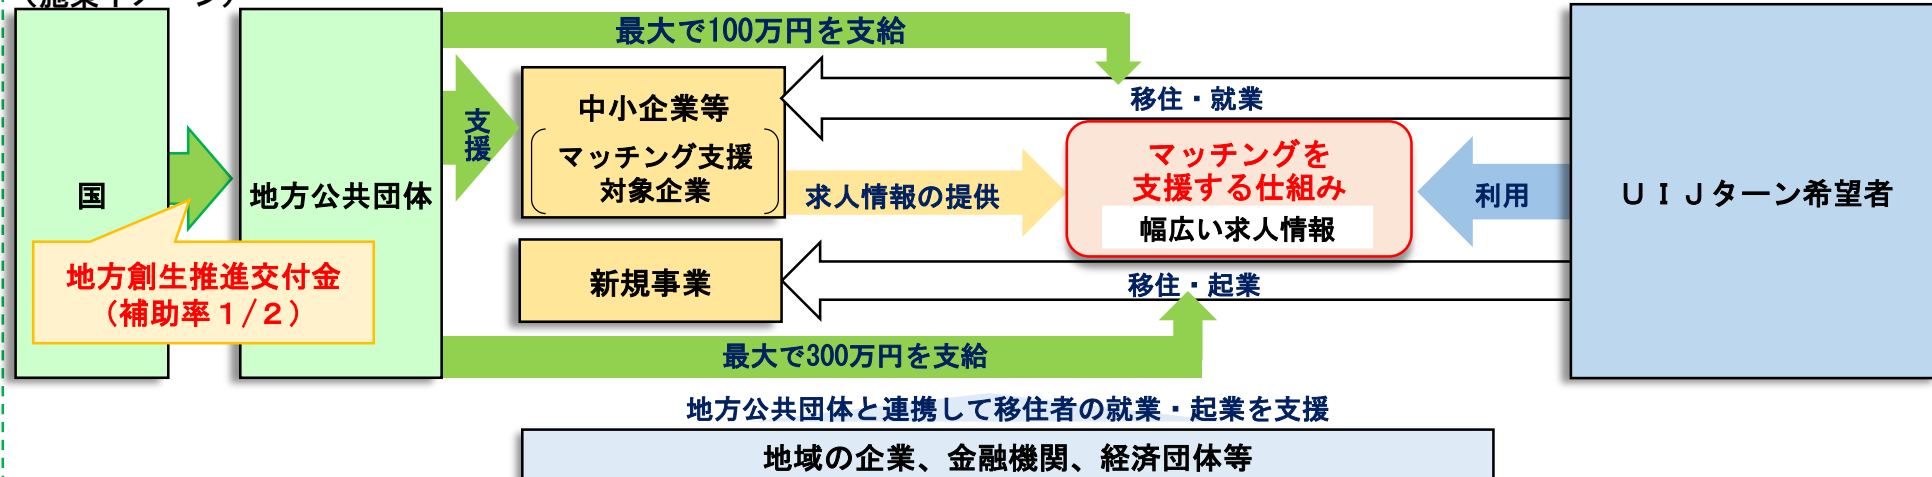 最大で100万円を支給
移住・就業
支援
中小企業等
マッチング支援
対象企業
国
地方公共団体
求人情報の提供
マッチングを
支援する仕組み
幅広い求人情報
利用
ＵＩＪターン希望者
地方創生推進交付金
（補助率１/２）
新規事業
移住・起業
最大で300万円を支給
地方公共団体と連携して移住者の就業・起業を支援
地域の企業、金融機関、経済団体等